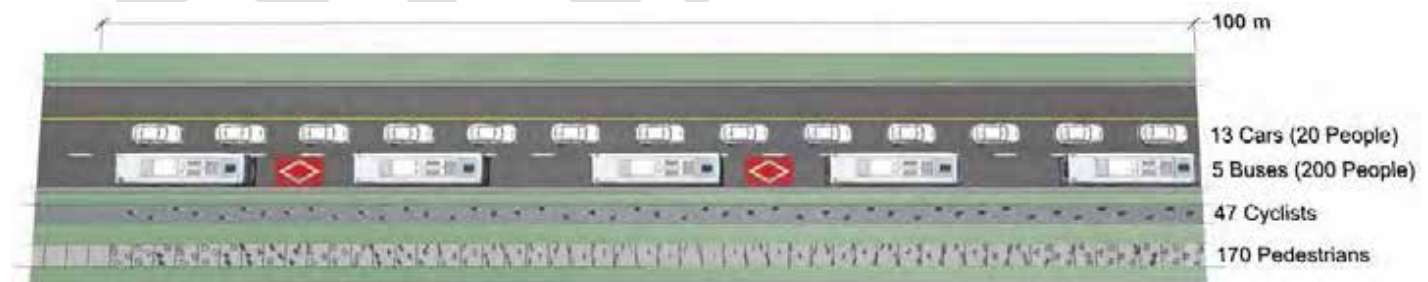 100 m
13 Cars (20 People)
5 Buses (200 People)
47 Cyclists
170 Pedestrians